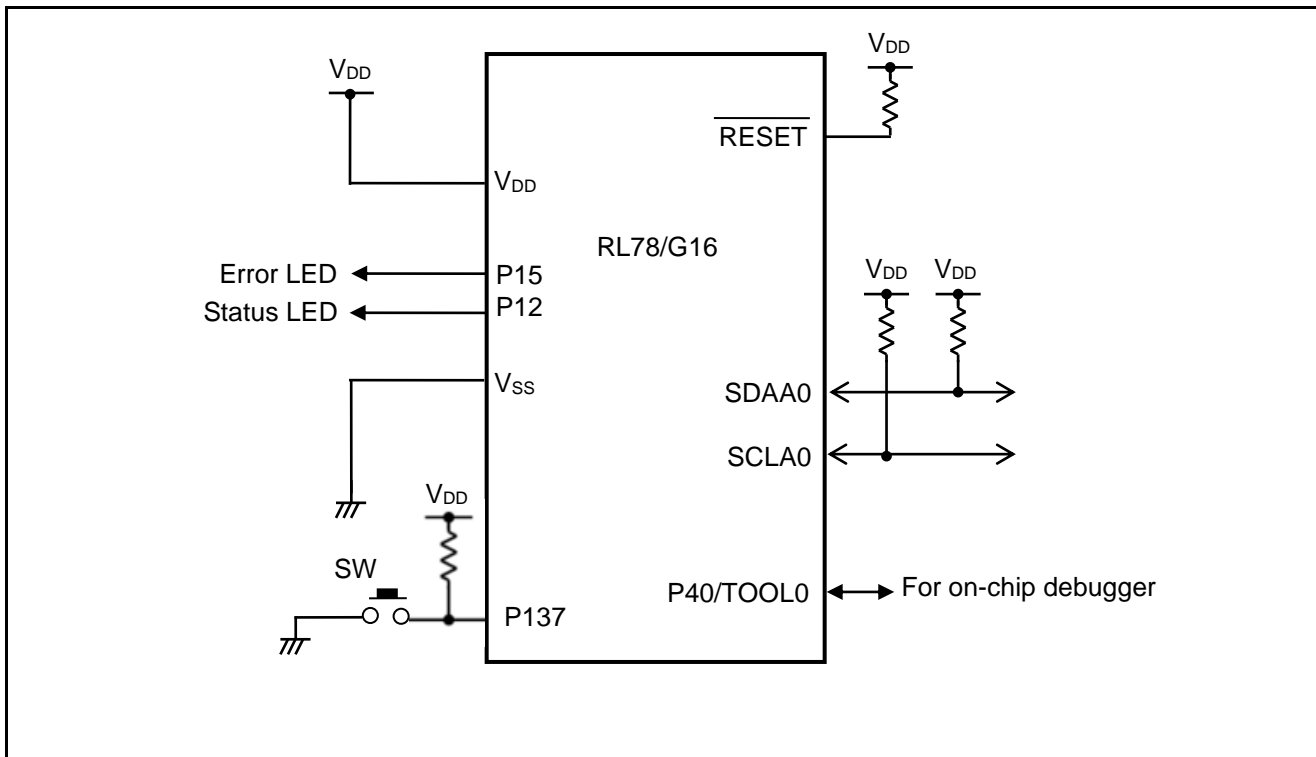 VDD
VDD
RESET
VDD
RL78/G16
Error LED
P15
Status LED
P12
VDD
VDD
VSS
SDAA0
SCLA0
VDD
SW
P137
P40/TOOL0
For on-chip debugger